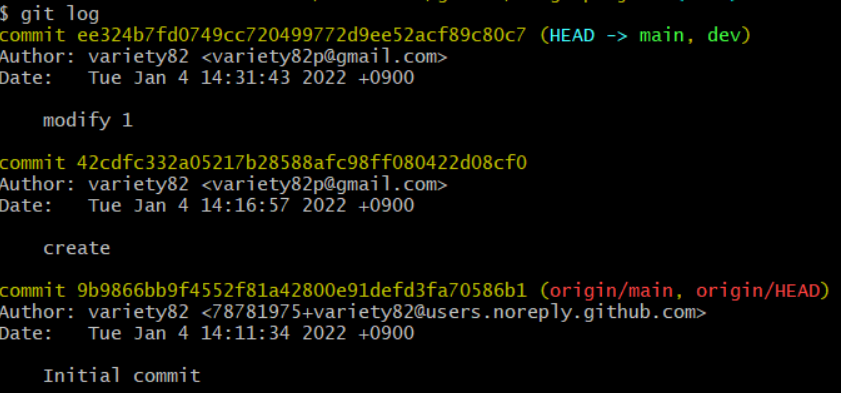 $ git log
commit ee324b7fd0749cc720499772d9ee52acf89c80c7 (HEAD -> main, dev)
Author: variety82 <variety82p@gmail.com>
Date:   Tue Jan 4 14:31:43 2022 +0900
modify 1
commit 42cdfc332a05217b28588afc98ff080422d08cf0
Author: variety82 <variety82p@gmail.com>
Date:   Tue Jan 4 14:16:57 2022 +0900
create
commit 9b9866bb9f4552f81a42800e91defd3fa70586b1 (origin/main, origin/HEAD)
Author: variety82 <78781975+variety82@users.noreply.github.com>
Date:   Tue Jan 4 14:11:34 2022 +0900
Initial commit